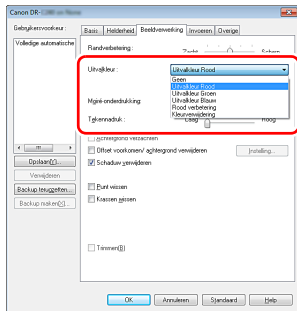 Canon DR-
Gebruikersvoorkeur :
Volledige automatische
Opslaan(Y)...
Verwijderen
Backup terugzetten...
Backup maken(X)...
Basis Helderheid Beeldverwerking Invoeren Overige
Randverbetering :
Zacht Scherp
Uitvalkleur : Uitvalkleur Rood
Geen
Uitvalkleur Rood
Uitvalkleur Groen
Uitvalkleur Blauw
Rood verbetering
Kleurverwijdering
Moiré-onderdrukking:
Tekennadruk : Laag Hoog
Achtergrond verzachten
Offset voorkomen/ achtergrond verwijderen Instelling...
Schaduw verwijderen
Punt wissen
Krassen wissen
Trimmen(B)
OK Annuleren Standaard Help